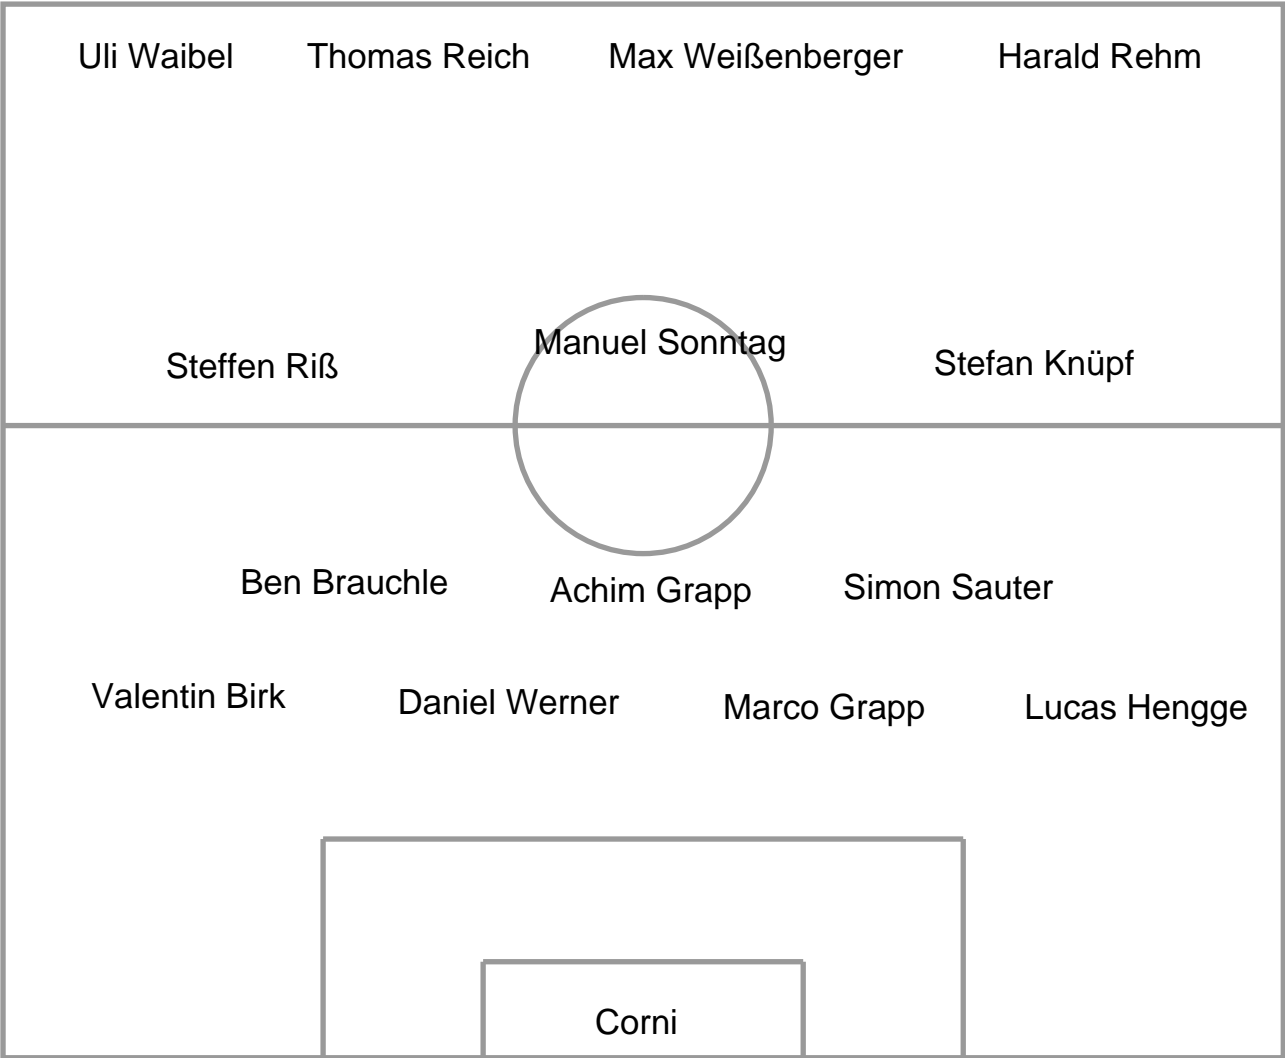 Uli Waibel Thomas Reich Max Weißenberger Harald Rehm
Steffen Riß Manuel Sonntag Stefan Knüpf
Ben Brauchle Achim Grapp Simon Sauter
Valentin Birk Daniel Werner Marco Grapp Lucas Hengge
Corni